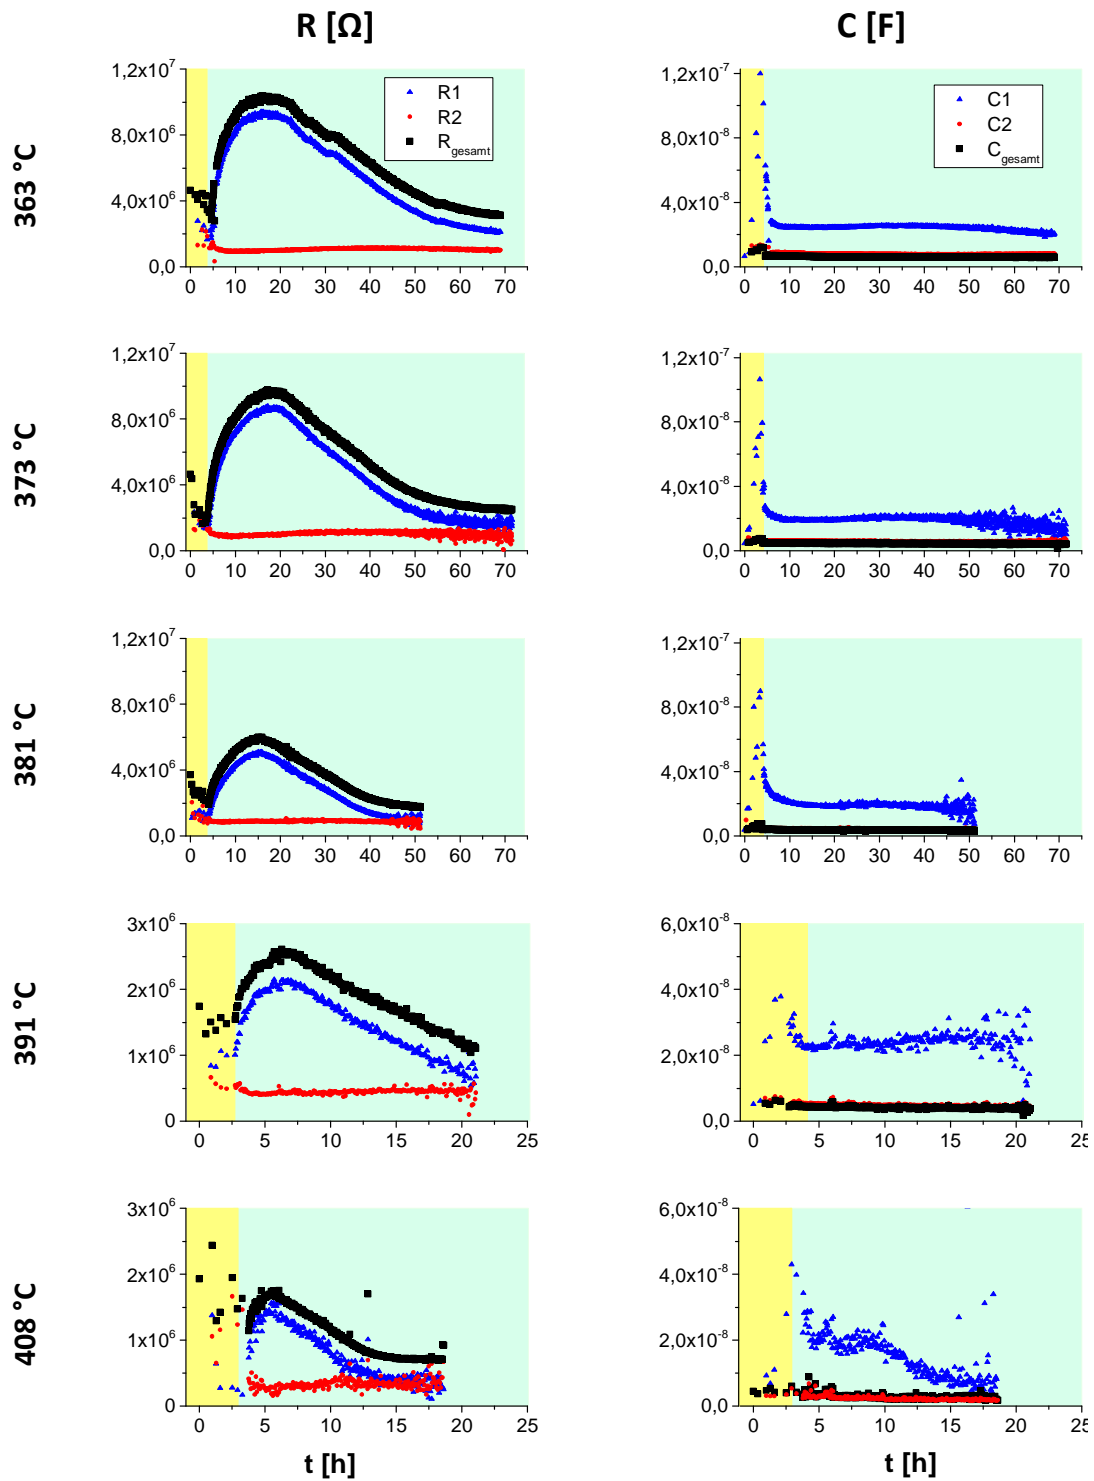 R [Ω]
C [F]
363 °C
1,2x10⁷
8,0x10⁶
4,0x10⁶
0,0
0 10 20 30 40 50 60 70
R1
R2
R_gesamt
1,2x10⁻⁷
8,0x10⁻⁸
4,0x10⁻⁸
0,0
0 10 20 30 40 50 60 70
C1
C2
C_gesamt
373 °C
1,2x10⁷
8,0x10⁶
4,0x10⁶
0,0
0 10 20 30 40 50 60 70
1,2x10⁻⁷
8,0x10⁻⁸
4,0x10⁻⁸
0,0
0 10 20 30 40 50 60 70
381 °C
1,2x10⁷
8,0x10⁶
4,0x10⁶
0,0
0 10 20 30 40 50 60 70
1,2x10⁻⁷
8,0x10⁻⁸
4,0x10⁻⁸
0,0
0 10 20 30 40 50 60 70
391 °C
3x10⁶
2x10⁶
1x10⁶
0
0 5 10 15 20 25
6,0x10⁻⁸
4,0x10⁻⁸
2,0x10⁻⁸
0,0
0 5 10 15 20 25
408 °C
3x10⁶
2x10⁶
1x10⁶
0
0 5 10 15 20 25
6,0x10⁻⁸
4,0x10⁻⁸
2,0x10⁻⁸
0,0
0 5 10 15 20 25
t [h]
t [h]